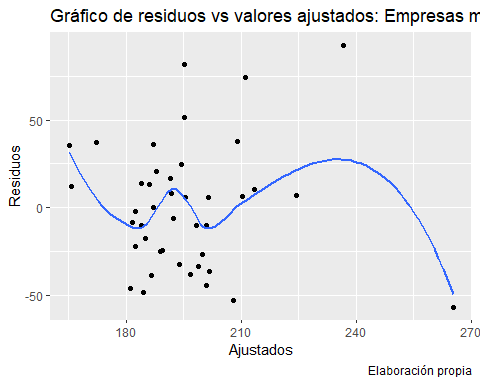 Gráfico de residuos vs valores ajustados: Empresas
Residuos
50
0
-50
180
210
240
270
Ajustados
Elaboración propia